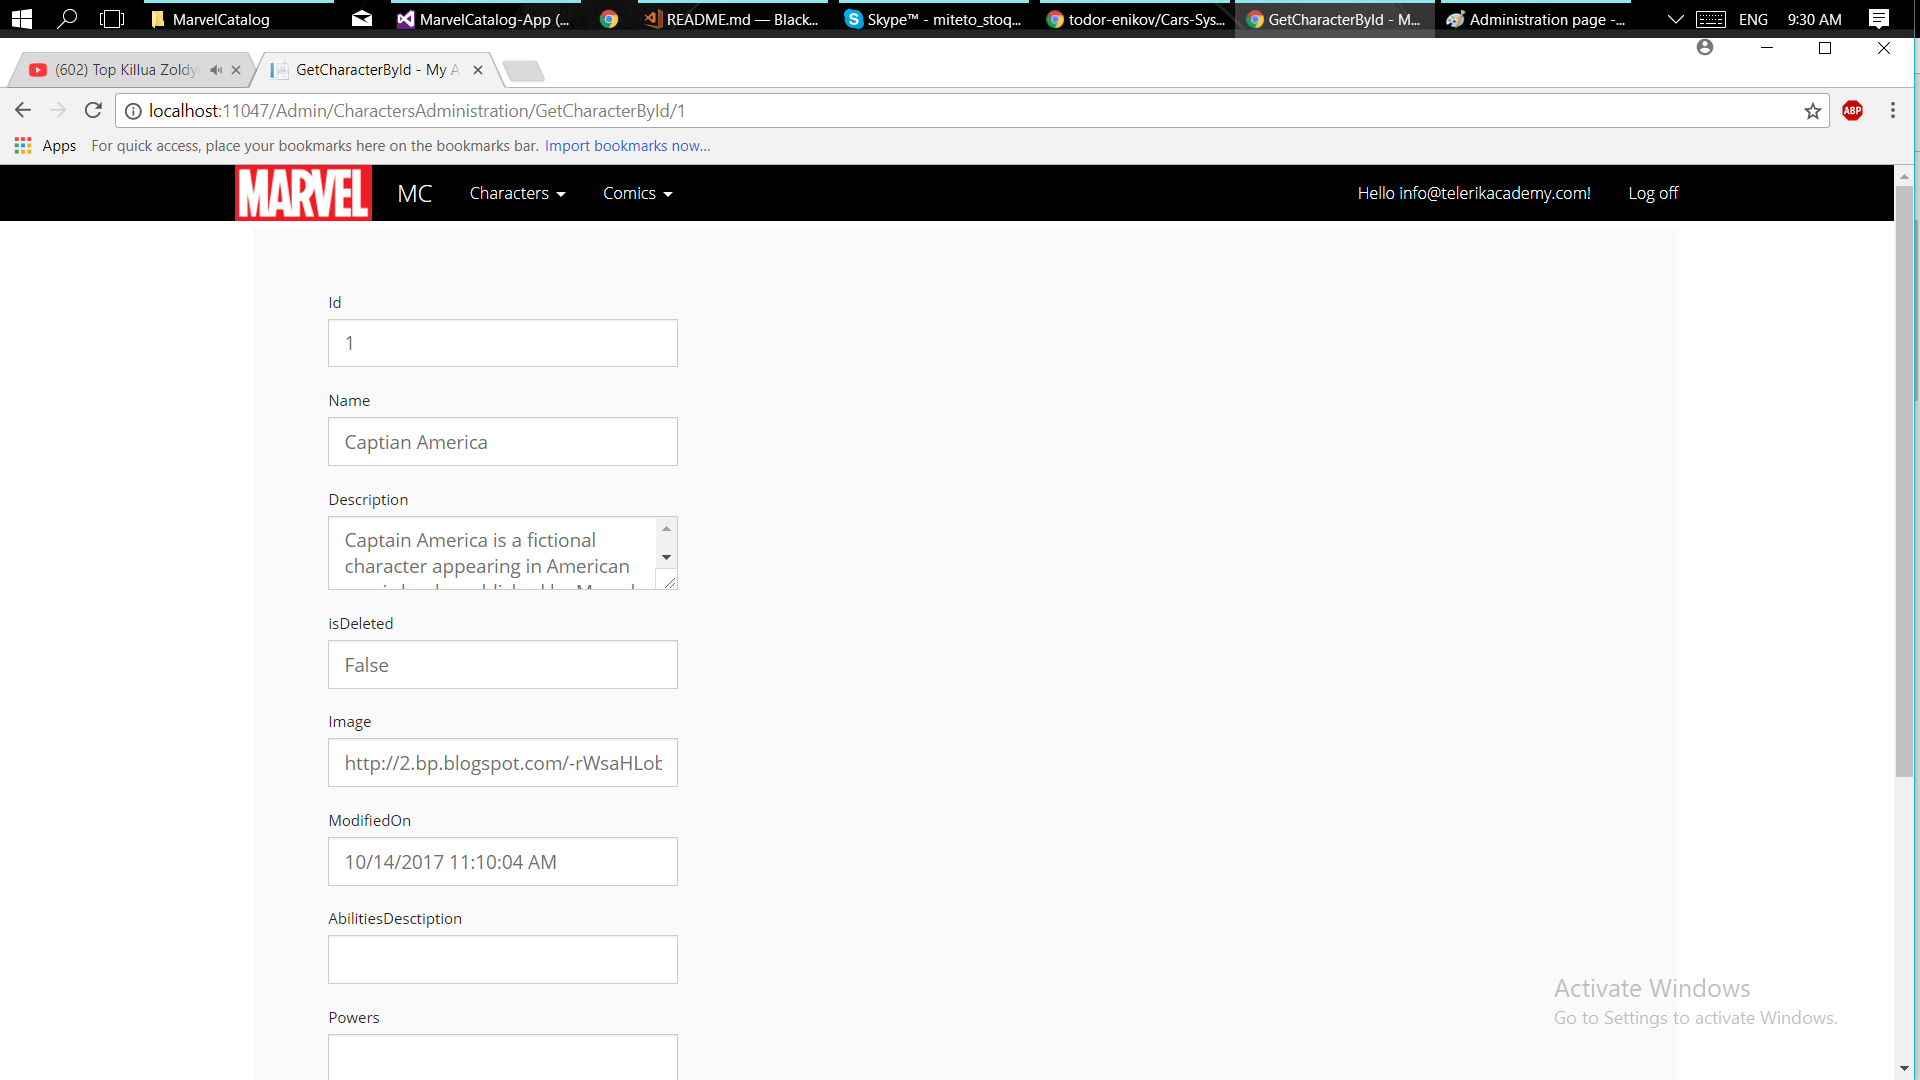 MarvelCatalog
MarvelCatalog-App (...
README.md — Black...
Skype™ - miteto_stoq...
todor-enikov/Cars-Sys...
GetCharacterById - M...
Administration page -...
ENG
9:30 AM
(602) Top Killua Zoldy
GetCharacterById - My A
localhost:11047/Admin/CharactersAdministration/GetCharacterById/1
ABP
Apps
For quick access, place your bookmarks here on the bookmarks bar. Import bookmarks now...
MARVEL
MC
Characters
Comics
Hello info@telerikacademy.com!
Log off
Id
1
Name
Captian America
Description
Captain America is a fictional
character appearing in American
isDeleted
False
Image
http://2.bp.blogspot.com/-rWsaHLob
ModifiedOn
10/14/2017 11:10:04 AM
AbilitiesDesctiption
Powers
Activate Windows
Go to Settings to activate Windows.